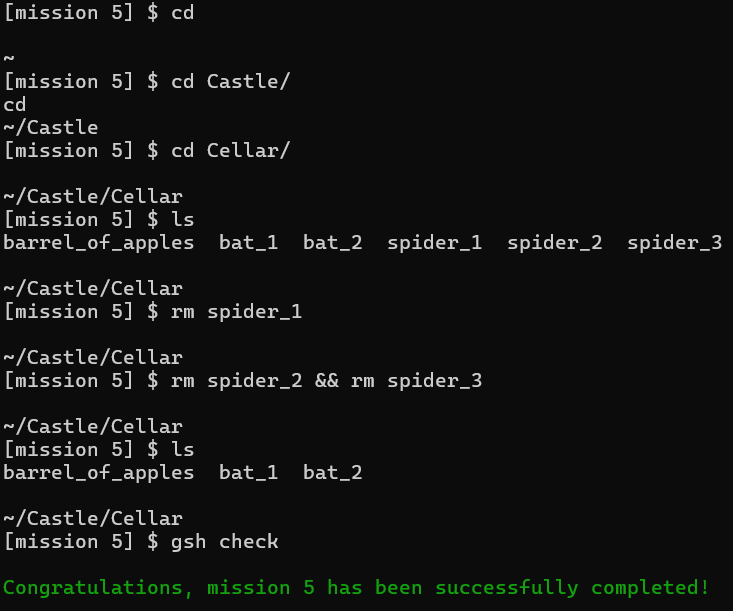 [mission 5] $ cd
~
[mission 5] $ cd Castle/
cd
~/Castle
[mission 5] $ cd Cellar/
~/Castle/Cellar
[mission 5] $ ls
barrel_of_apples  bat_1  bat_2  spider_1  spider_2  spider_3
~/Castle/Cellar
[mission 5] $ rm spider_1
~/Castle/Cellar
[mission 5] $ rm spider_2 && rm spider_3
~/Castle/Cellar
[mission 5] $ ls
barrel_of_apples  bat_1  bat_2
~/Castle/Cellar
[mission 5] $ gsh check
Congratulations, mission 5 has been successfully completed!